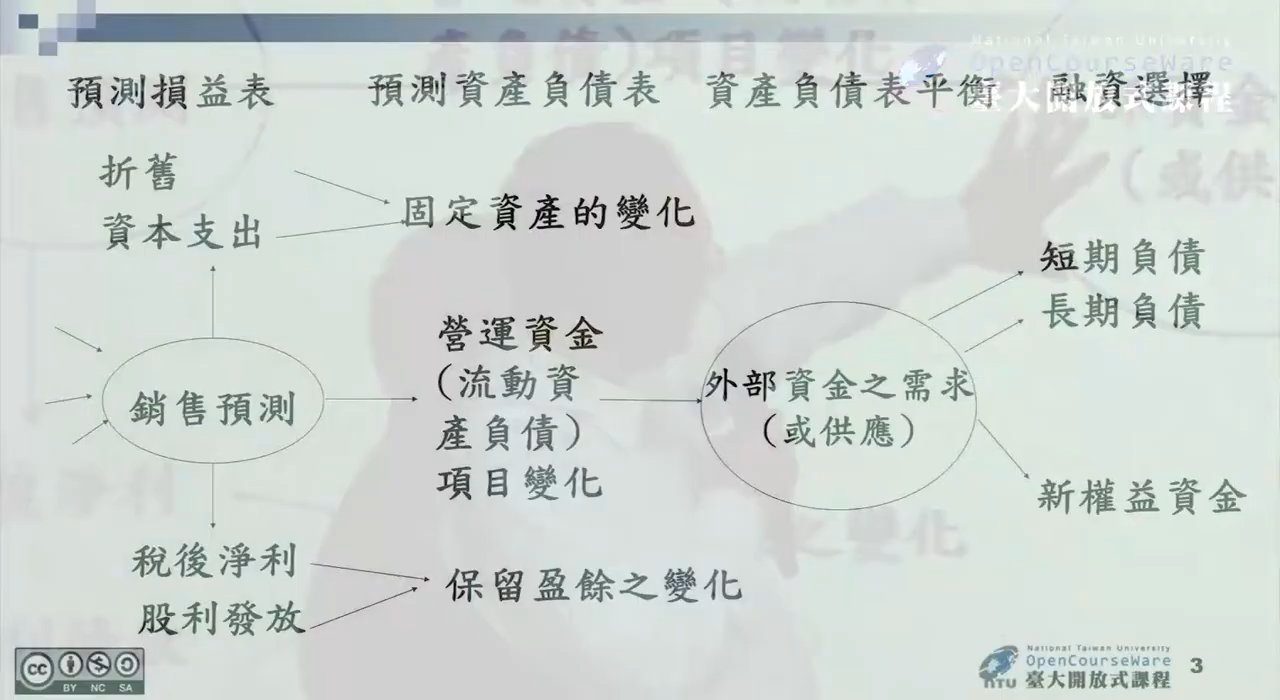 National Taiwan University
OpenCourseWare
臺大開放式課程
預測損益表 預測資產負債表 資產負債表平衡 融資選擇
折舊
資本支出
固定資產的變化
短期負債
長期負債
營運資金
(流動資
產負債)
項目變化
銷售預測
外部資金之需求
(或供應)
新權益資金
稅後淨利
股利發放
保留盈餘之變化
cc BY NC SA
National Taiwan University
OpenCourseWare
NTU 臺大開放式課程
3